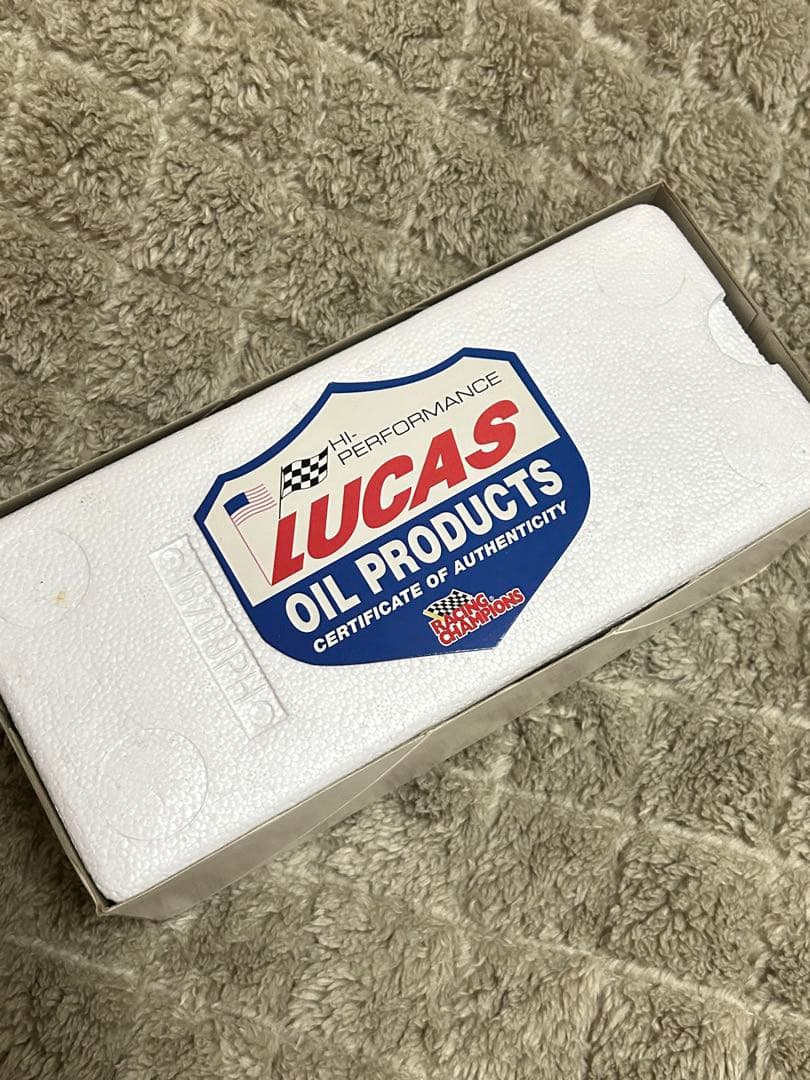 HI-
PERFORMANCE
LUCAS
OIL PRODUCTS
CERTIFICATE OF AUTHENTICITY
RACING
CHAMPIONS